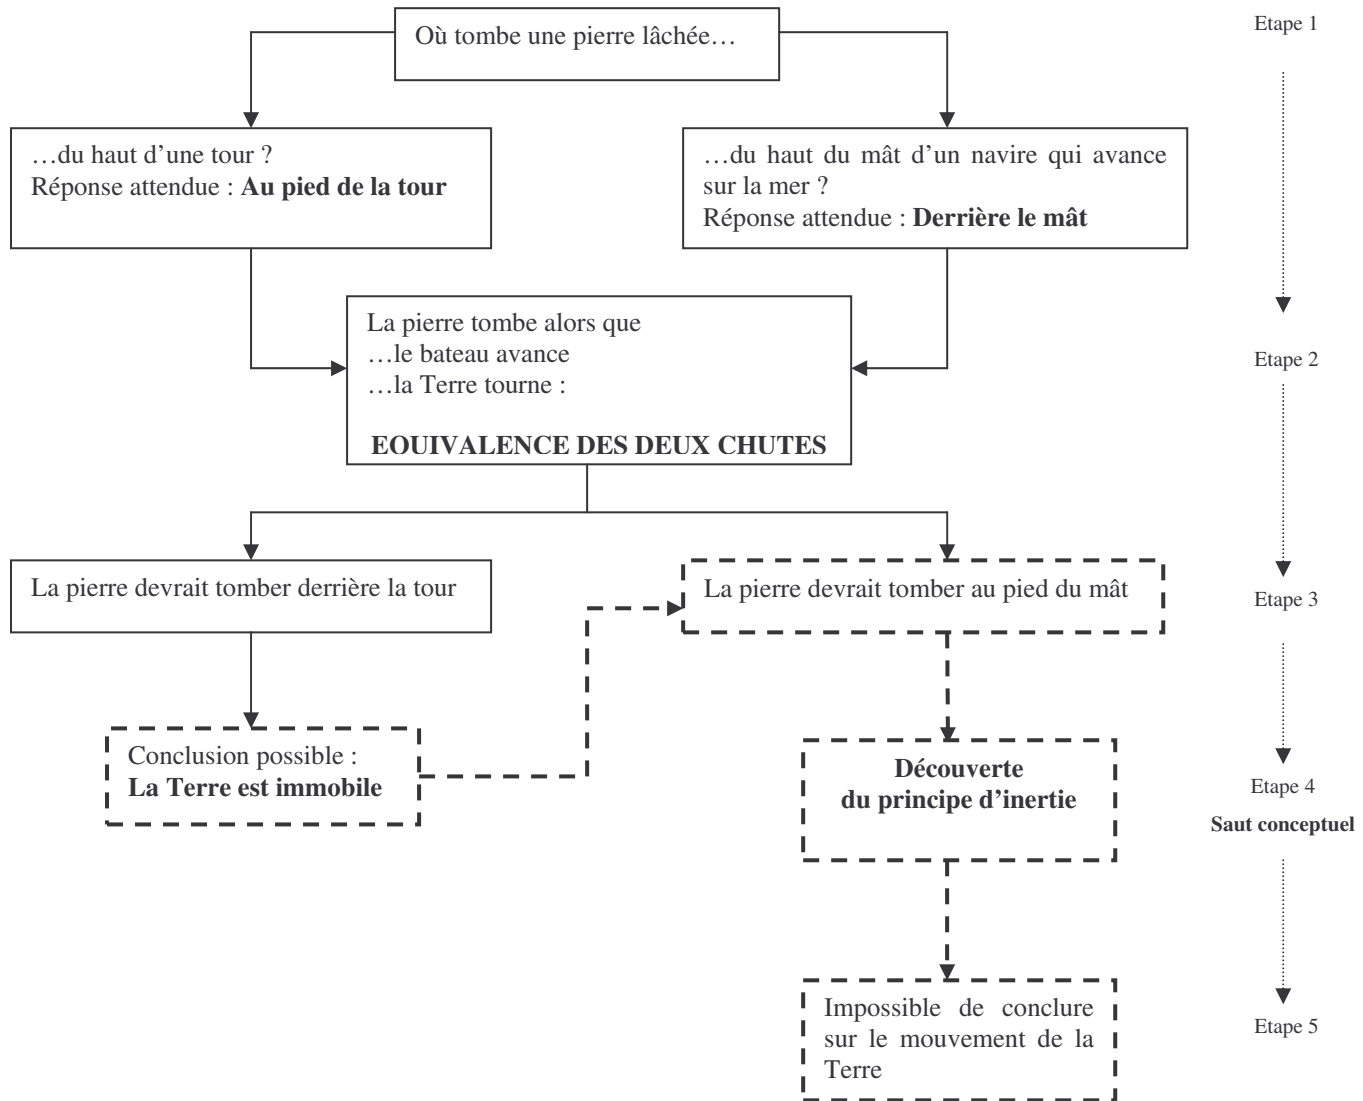 Où tombe une pierre lâchée…
Etape 1
…du haut d'une tour ?
Réponse attendue : Au pied de la tour
…du haut du mât d'un navire qui avance
sur la mer ?
Réponse attendue : Derrière le mât
La pierre tombe alors que
…le bateau avance
…la Terre tourne :
EOUIVALENCE DES DEUX CHUTES
Etape 2
La pierre devrait tomber derrière la tour
La pierre devrait tomber au pied du mât
Etape 3
Conclusion possible :
La Terre est immobile
Découverte
du principe d'inertie
Etape 4
Saut conceptuel
Impossible de conclure
sur le mouvement de la
Terre
Etape 5